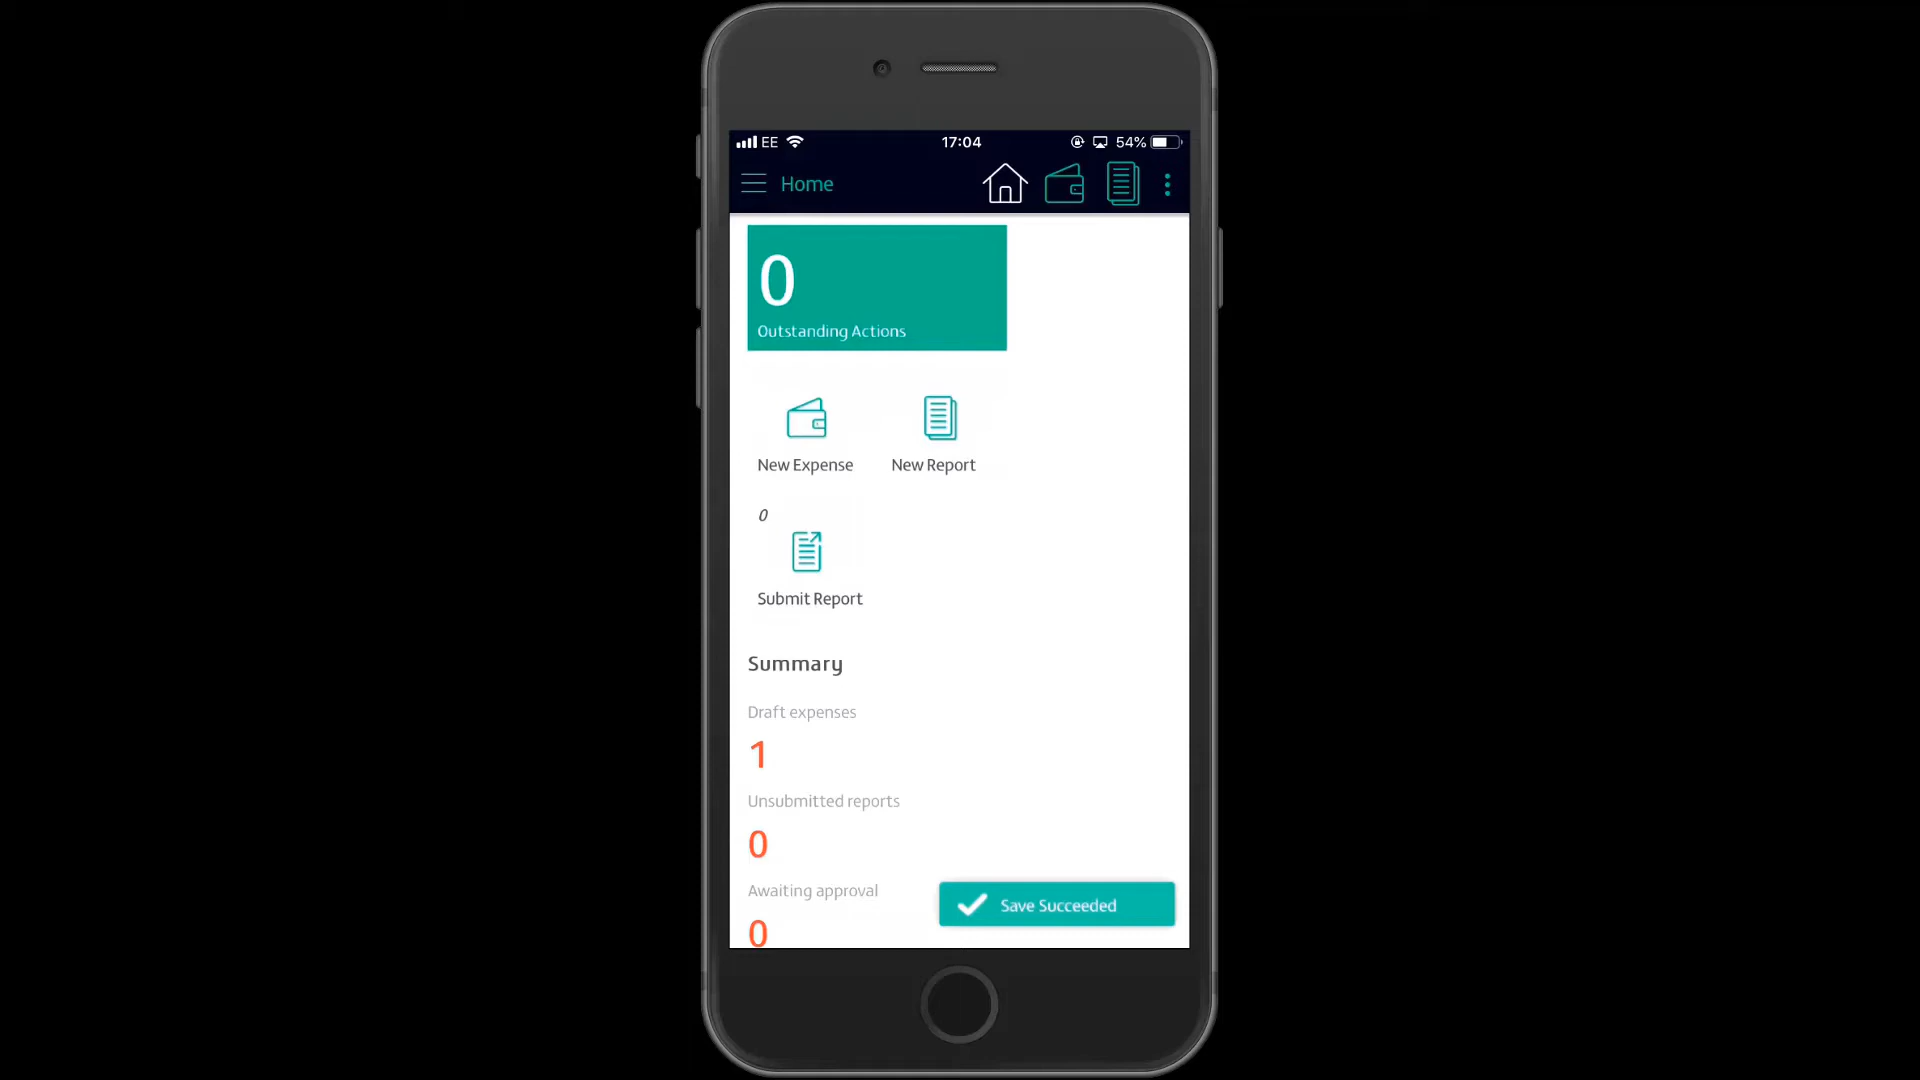 EE 17:04 54%
Home
0
Outstanding Actions
New Expense New Report
0
Submit Report
Summary
Draft expenses
1
Unsubmitted reports
0
Awaiting approval
0
Save Succeeded